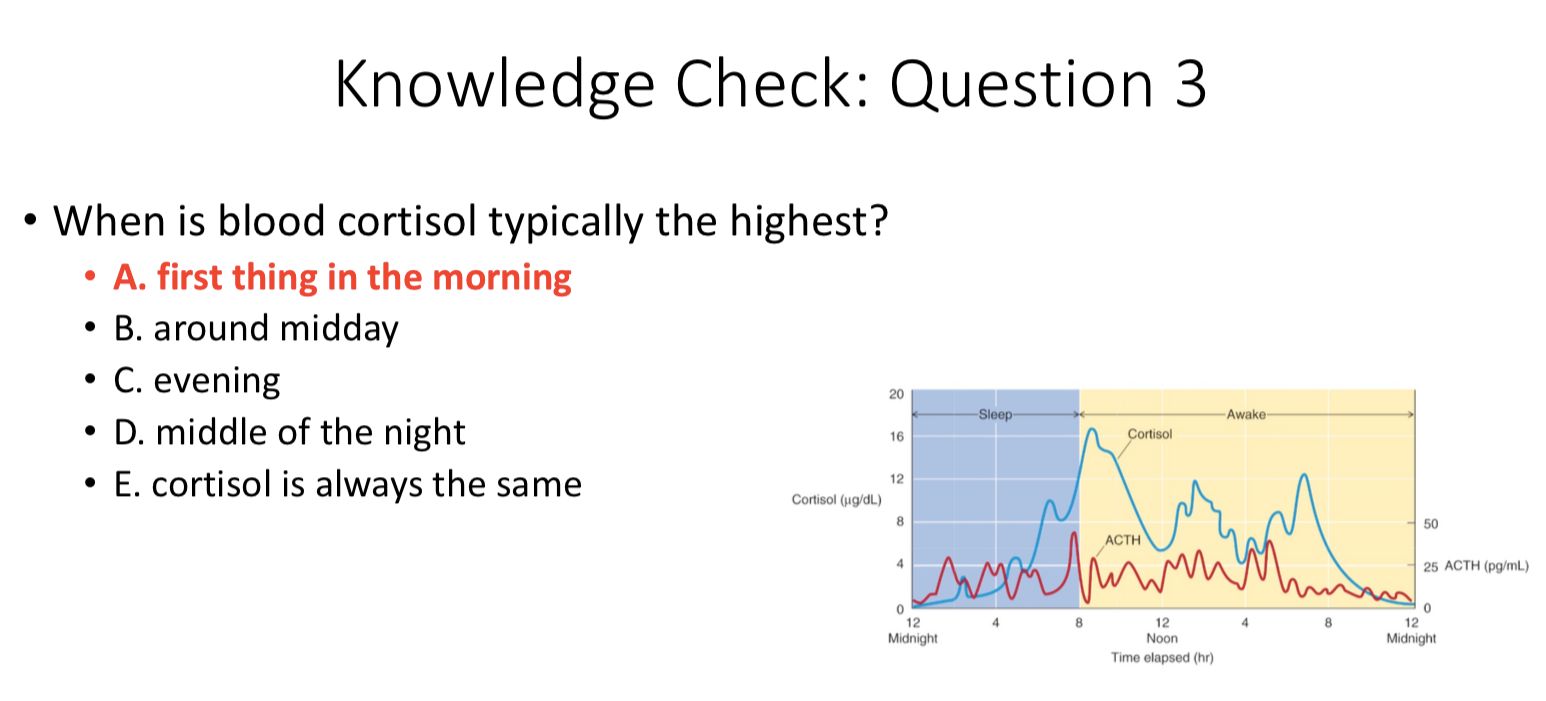 Knowledge Check: Question 3
• When is blood cortisol typically the highest?
• A. first thing in the morning
• B. around midday
• C. evening
• D. middle of the night
• E. cortisol is always the same
20
16
12
8
4
0
Cortisol (µg/dL)
Sleep
Awake
Cortisol
ACTH
50
25 ACTH (pg/mL)
0
12 4 8 12 4 8 12
Midnight Noon Midnight
Time elapsed (hr)